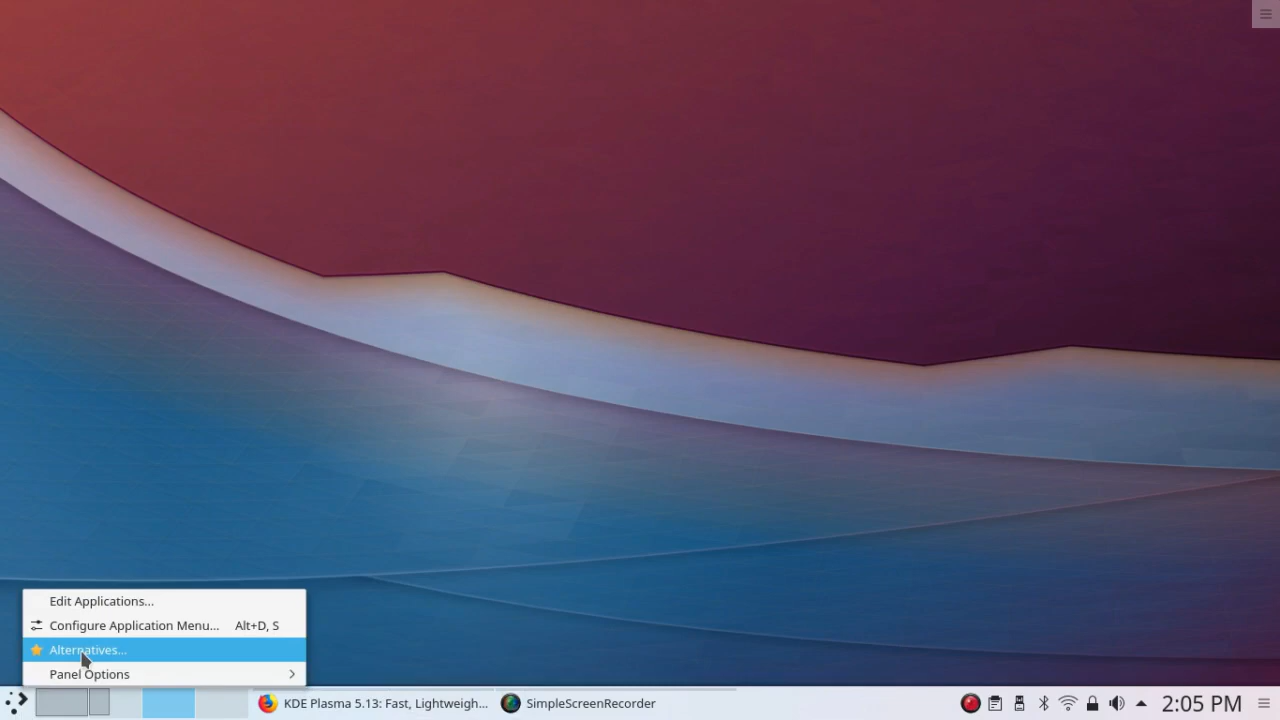 Edit Applications...
Configure Application Menu... Alt+D, S
Alternatives...
Panel Options
KDE Plasma 5.13: Fast, Lightweigh... SimpleScreenRecorder 2:05 PM